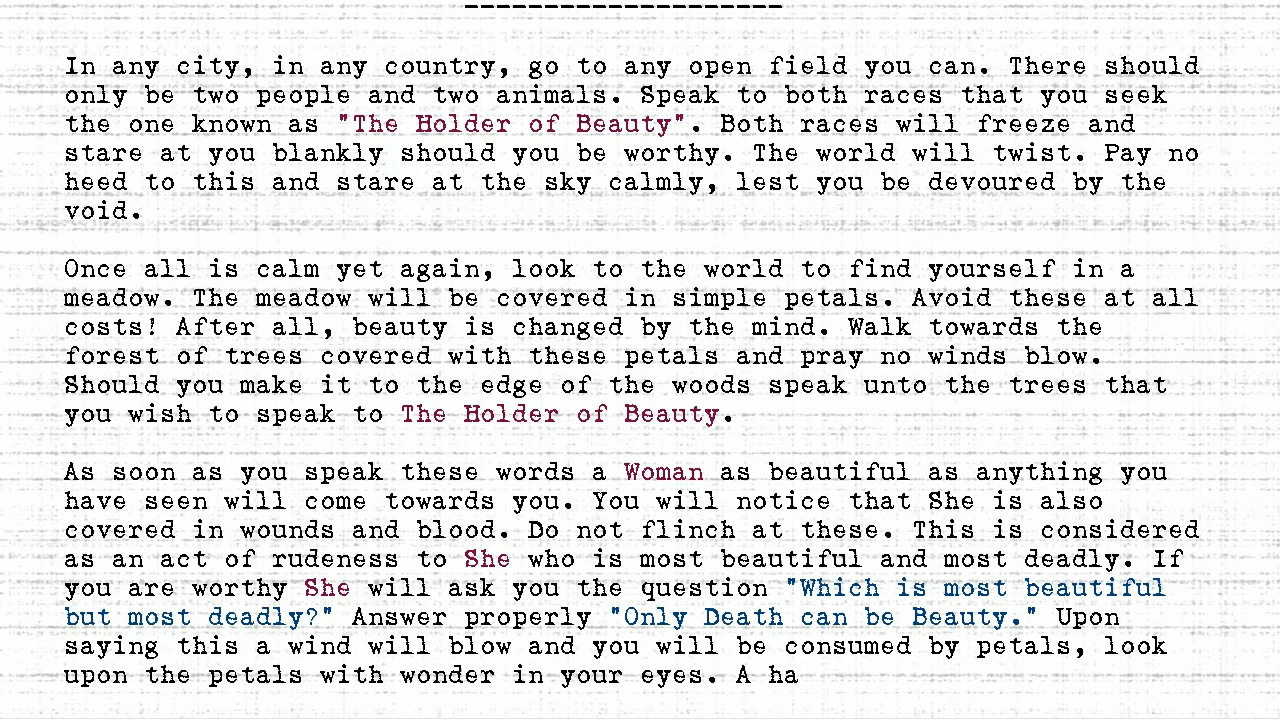 --------------------
In any city, in any country, go to any open field you can. There should
only be two people and two animals. Speak to both races that you seek
the one known as "The Holder of Beauty". Both races will freeze and
stare at you blankly should you be worthy. The world will twist. Pay no
heed to this and stare at the sky calmly, lest you be devoured by the
void.
Once all is calm yet again, look to the world to find yourself in a
meadow. The meadow will be covered in simple petals. Avoid these at all
costs! After all, beauty is changed by the mind. Walk towards the
forest of trees covered with these petals and pray no winds blow.
Should you make it to the edge of the woods speak unto the trees that
you wish to speak to The Holder of Beauty.
As soon as you speak these words a Woman as beautiful as anything you
have seen will come towards you. You will notice that She is also
covered in wounds and blood. Do not flinch at these. This is considered
as an act of rudeness to She who is most beautiful and most deadly. If
you are worthy She will ask you the question "Which is most beautiful
but most deadly?" Answer properly "Only Death can be Beauty." Upon
saying this a wind will blow and you will be consumed by petals, look
upon the petals with wonder in your eyes. A ha